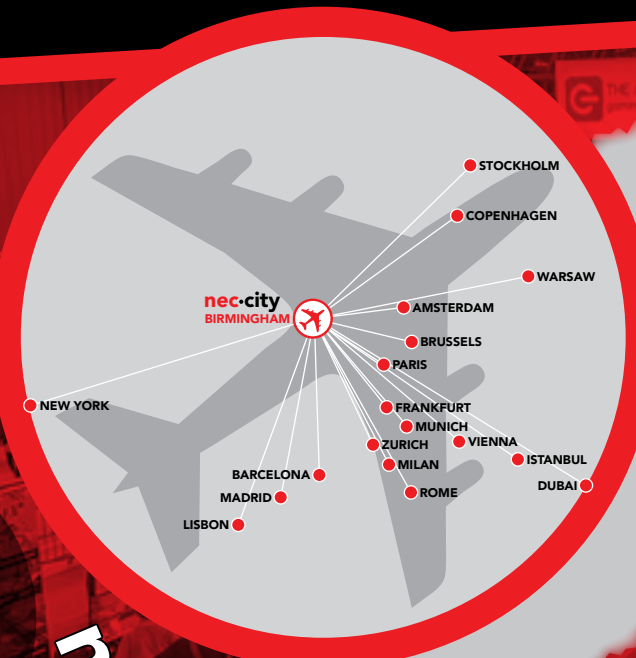 THE
STOCKHOLM
COPENHAGEN
WARSAW
nec•city
BIRMINGHAM
AMSTERDAM
BRUSSELS
PARIS
NEW YORK
FRANKFURT
MUNICH
ZURICH
VIENNA
MILAN
ISTANBUL
BARCELONA
DUBAI
MADRID
ROME
LISBON